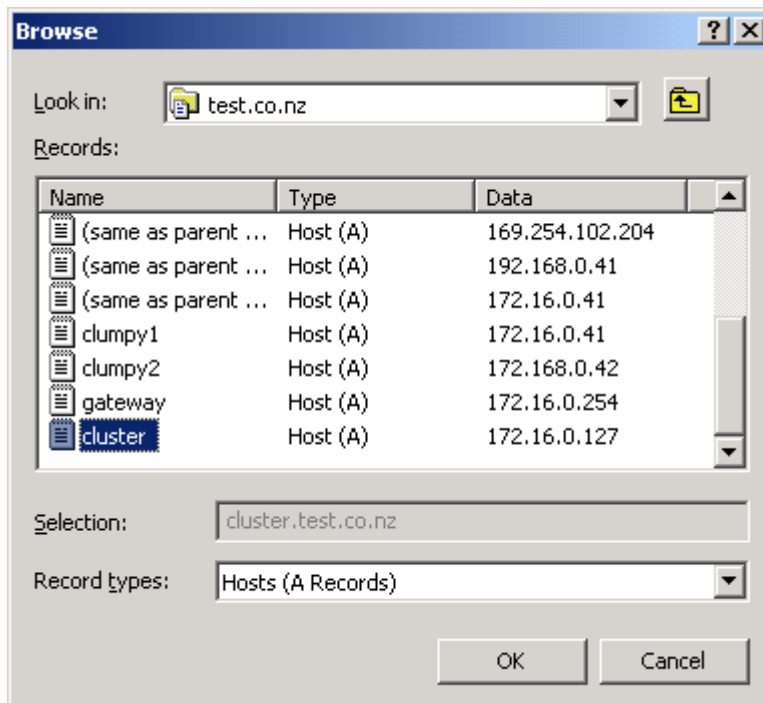 Browse
Look in: test.co.nz
Records:
Name Type Data
(same as parent ... Host (A) 169.254.102.204
(same as parent ... Host (A) 192.168.0.41
(same as parent ... Host (A) 172.16.0.41
clumpy1 Host (A) 172.16.0.41
clumpy2 Host (A) 172.168.0.42
gateway Host (A) 172.16.0.254
cluster Host (A) 172.16.0.127
Selection: cluster.test.co.nz
Record types: Hosts (A Records)
OK Cancel